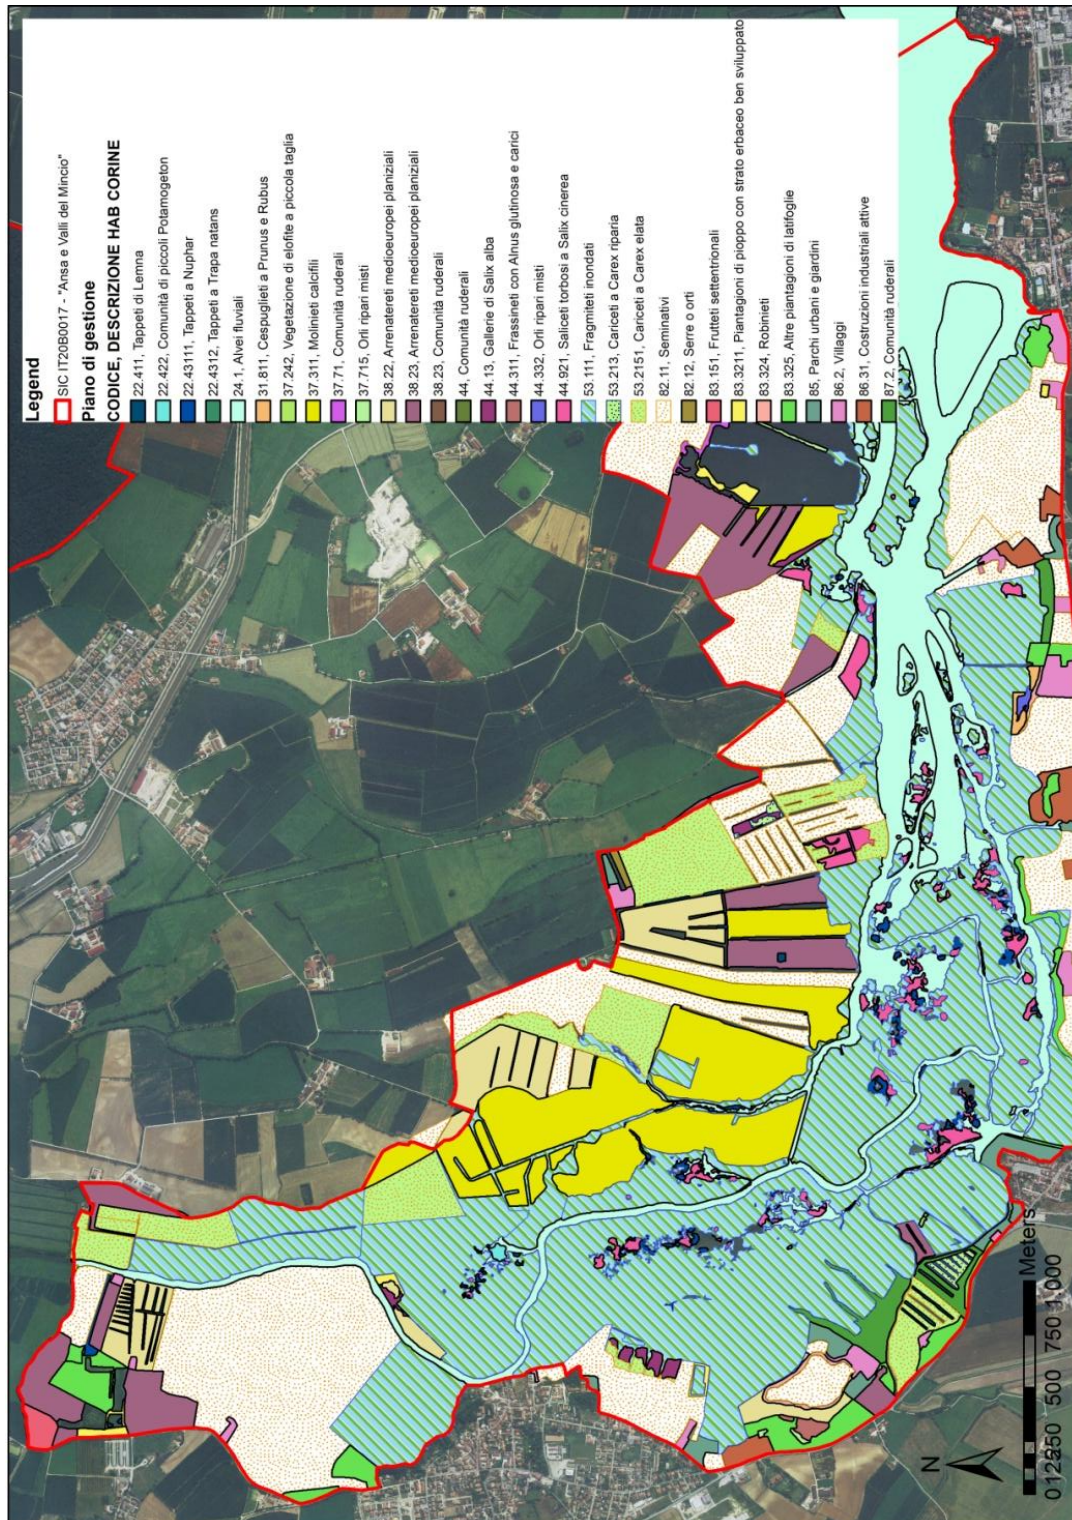 Legend
SIC IT20B0017 - "Ansa e Valli del Mincio"
Piano di gestione
CODICE, DESCRIZIONE HAB CORINE
22.411, Tappeti di Lemna
22.422, Comunità di piccoli Potamogeton
22.4311, Tappeti a Nuphar
22.4312, Tappeti a Trapa natans
24.1, Alvei fluviali
31.811, Cespuglieti a Prunus e Rubus
37.242, Vegetazione di elofite a piccola taglia
37.311, Molinieti calcifili
37.71, Comunità ruderali
37.715, Orli ripari misti
38.22, Arrenatereti medioeuropei planiziali
38.23, Arrenatereti medioeuropei planiziali
38.23, Comunità ruderali
44, Comunità ruderali
44.13, Gallerie di Salix alba
44.311, Frassineti con Alnus glutinosa e carici
44.332, Orli ripari misti
44.921, Saliceti torbosi a Salix cinerea
53.111, Fragmiteti inondati
53.213, Cariceti a Carex riparia
53.2151, Cariceti a Carex elata
82.11, Seminativi
82.12, Serre o orti
83.151, Frutteti settentrionali
83.3211, Piantagioni di pioppo con strato erbaceo ben sviluppato
83.324, Robinieti
83.325, Altre piantagioni di latifoglie
85, Parchi urbani e giardini
86.2, Villaggi
86.31, Costruzioni industriali attive
87.2, Comunità ruderali
N
0 125 250 500 750 1.000
Meters